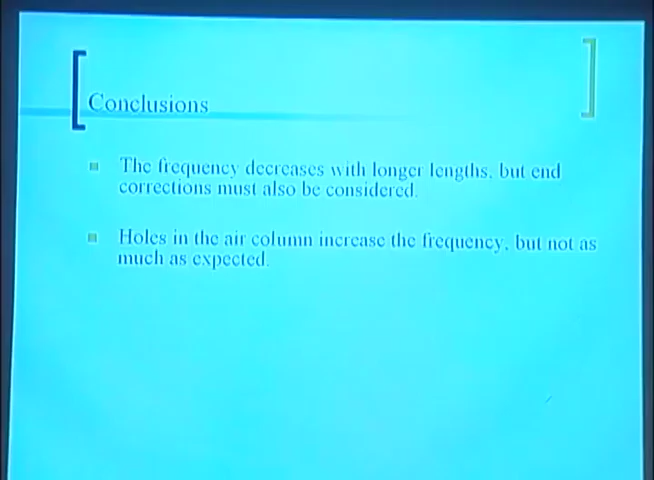 Conclusions
The frequency decreases with longer lengths, but end
corrections must also be considered.
Holes in the air column increase the frequency, but not as
much as expected.